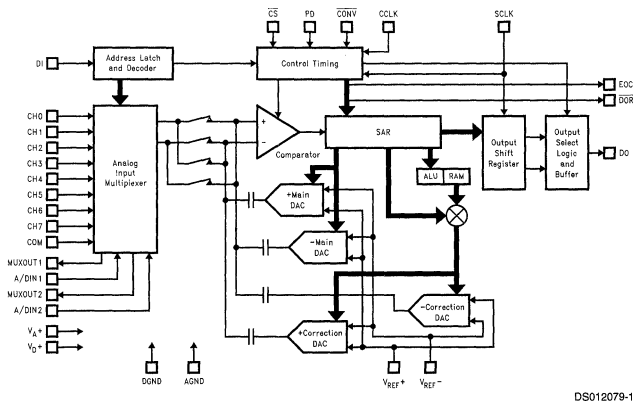 CS PD CONV CCLK SCLK
DI
Address Latch
and Decoder
Control Timing
EOC
DOR
CH0
CH1
CH2
CH3
CH4
CH5
CH6
CH7
COM
MUXOUT1
A/DIN1
MUXOUT2
A/DIN2
VA+
VD+
Analog
Input
Multiplexer
+
−
Comparator
SAR
ALU RAM
Output
Shift
Register
Output
Select
Logic
and
Buffer
DO
+Main
DAC
−Main
DAC
−Correction
DAC
+Correction
DAC
DGND AGND
VREF+ VREF−
DS012079-1